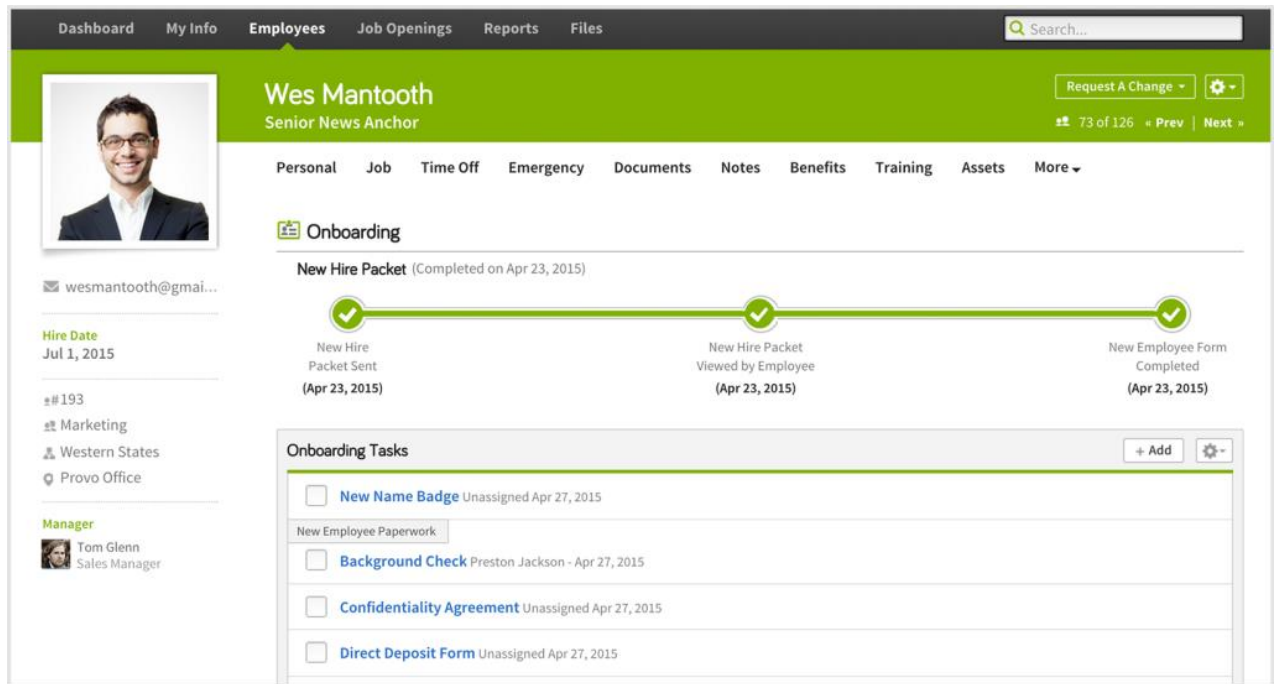 Dashboard My Info Employees Job Openings Reports Files Search...
Wes Mantooth
Senior News Anchor
Request A Change
73 of 126 « Prev | Next »
Personal Job Time Off Emergency Documents Notes Benefits Training Assets More
wesmantooth@gmai...
Hire Date
Jul 1, 2015
#193
Marketing
Western States
Provo Office
Manager
Tom Glenn
Sales Manager
Onboarding
New Hire Packet (Completed on Apr 23, 2015)
New Hire
Packet Sent
(Apr 23, 2015)
New Hire Packet
Viewed by Employee
(Apr 23, 2015)
New Employee Form
Completed
(Apr 23, 2015)
Onboarding Tasks + Add
New Name Badge Unassigned Apr 27, 2015
New Employee Paperwork
Background Check Preston Jackson - Apr 27, 2015
Confidentiality Agreement Unassigned Apr 27, 2015
Direct Deposit Form Unassigned Apr 27, 2015